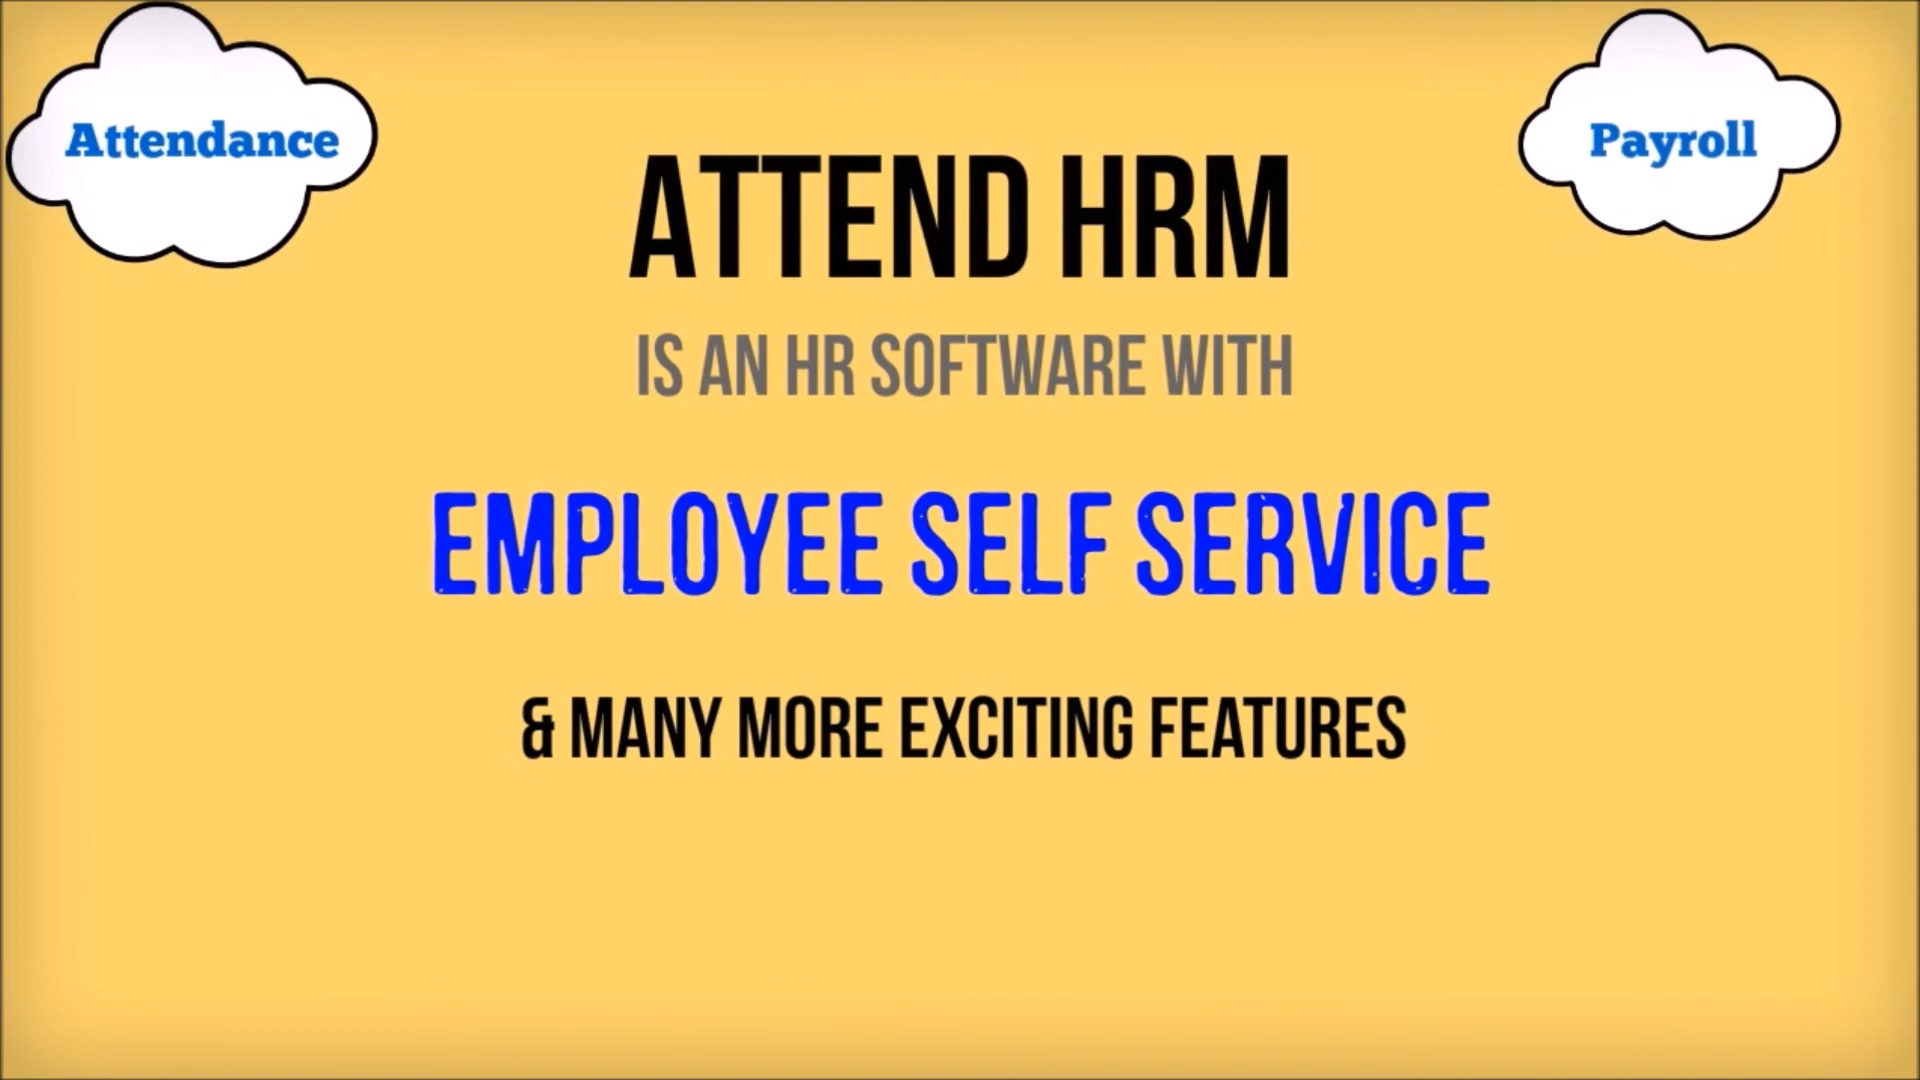 Attendance
Payroll
ATTEND HRM
IS AN HR SOFTWARE WITH
EMPLOYEE SELF SERVICE
& MANY MORE EXCITING FEATURES